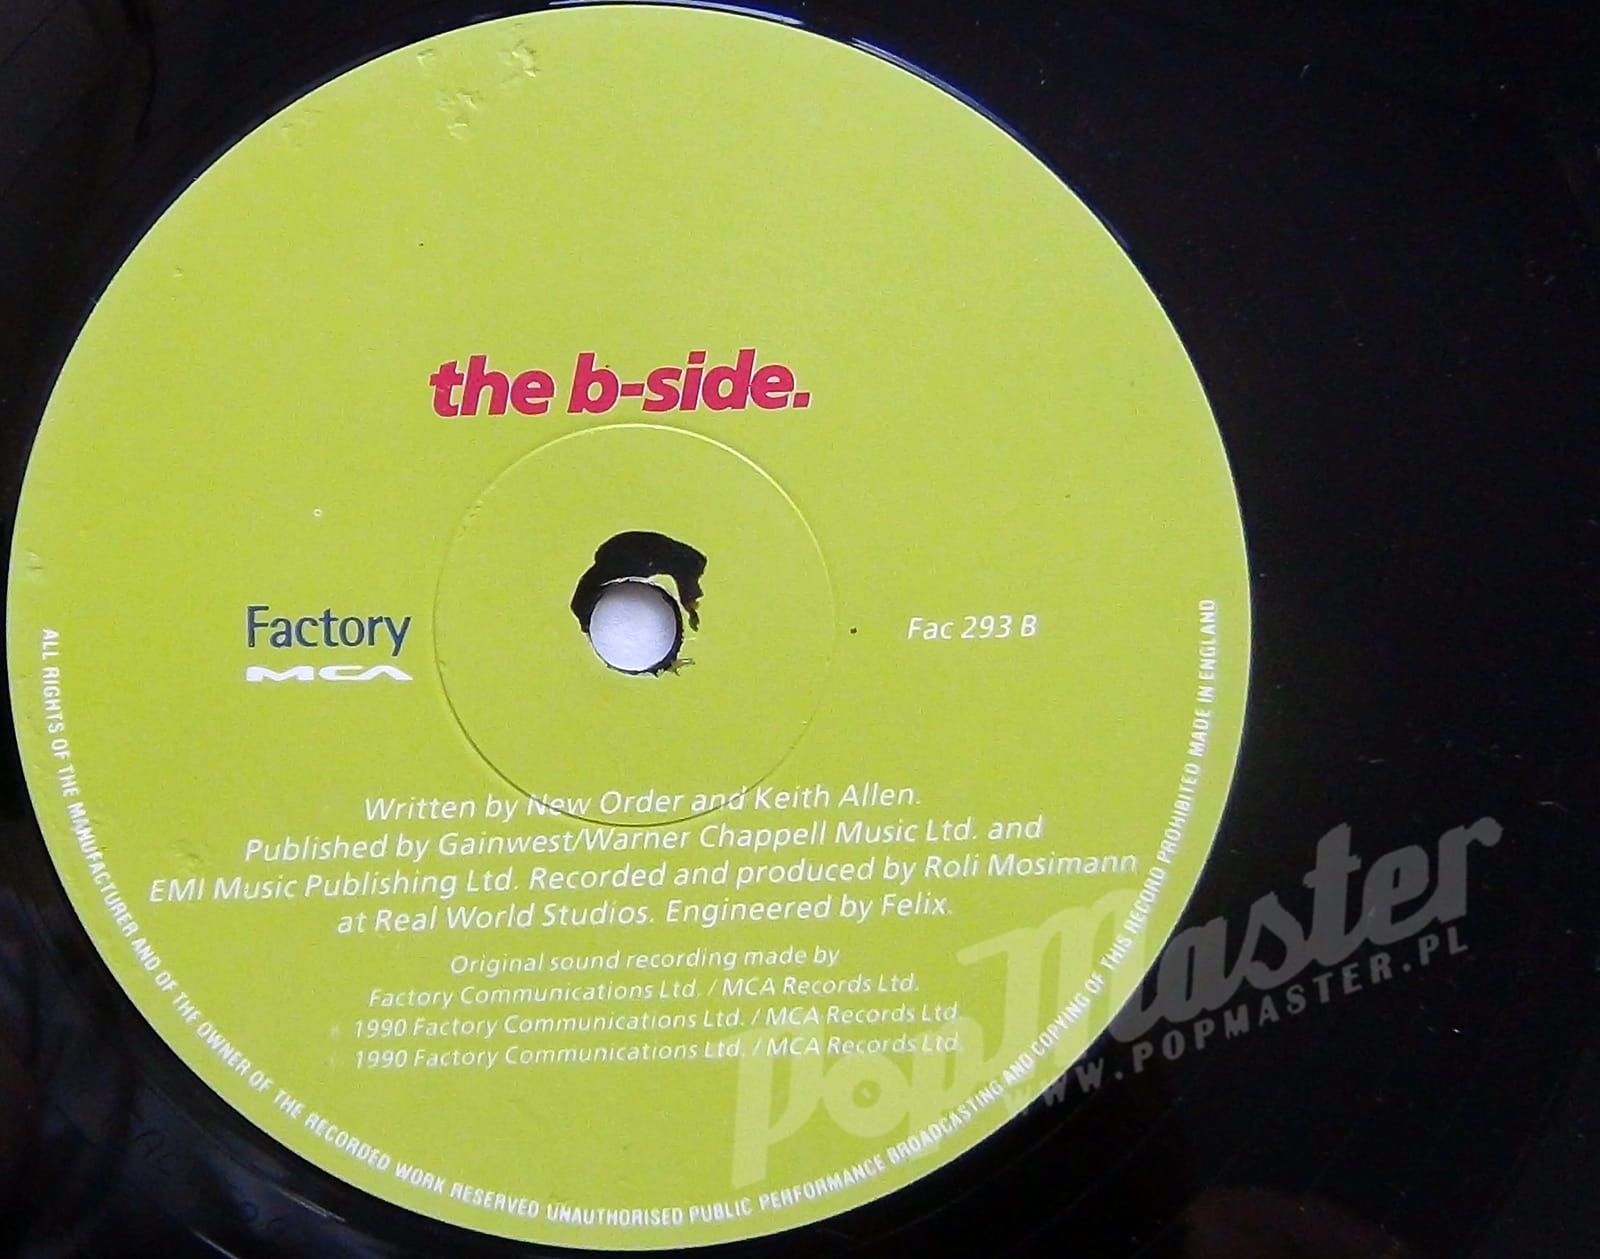 the b-side.
Factory
MCA
Fac 293 B
Written by New Order and Keith Allen.
Published by Gainwest/Warner Chappell Music Ltd. and
EMI Music Publishing Ltd. Recorded and produced by Roli Mosimann
at Real World Studios. Engineered by Felix.
Original sound recording made by
Factory Communications Ltd. / MCA Records Ltd.
1990 Factory Communications Ltd. / MCA Records Ltd.
1990 Factory Communications Ltd. / MCA Records Ltd.
ALL RIGHTS OF THE MANUFACTURER AND OF THE OWNER OF THE RECORDED WORK RESERVED UNAUTHORISED PUBLIC PERFORMANCE BROADCASTING AND COPYING OF THIS RECORD PROHIBITED MADE IN ENGLAND
popMaster
WWW.POPMASTER.PL